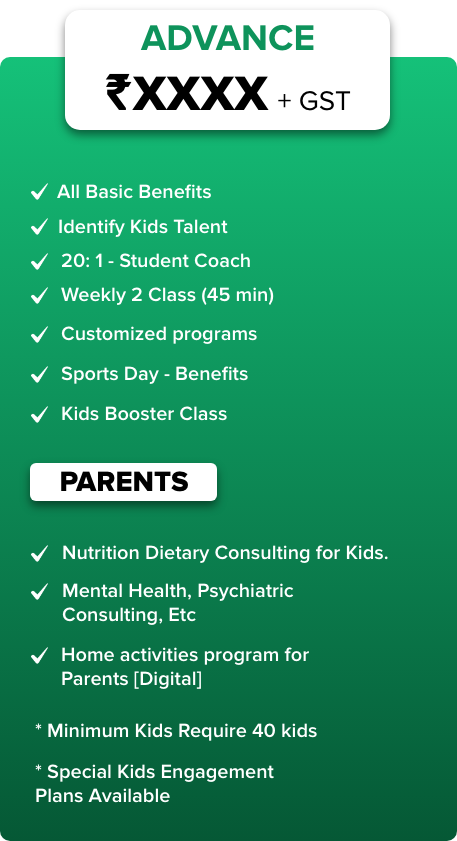 ADVANCE
₹XXXX + GST
All Basic Benefits
Identify Kids Talent
20: 1 - Student Coach
Weekly 2 Class (45 min)
Customized programs
Sports Day - Benefits
Kids Booster Class
PARENTS
Nutrition Dietary Consulting for Kids.
Mental Health, Psychiatric
Consulting, Etc
Home activities program for
Parents [Digital]
* Minimum Kids Require 40 kids
* Special Kids Engagement
Plans Available